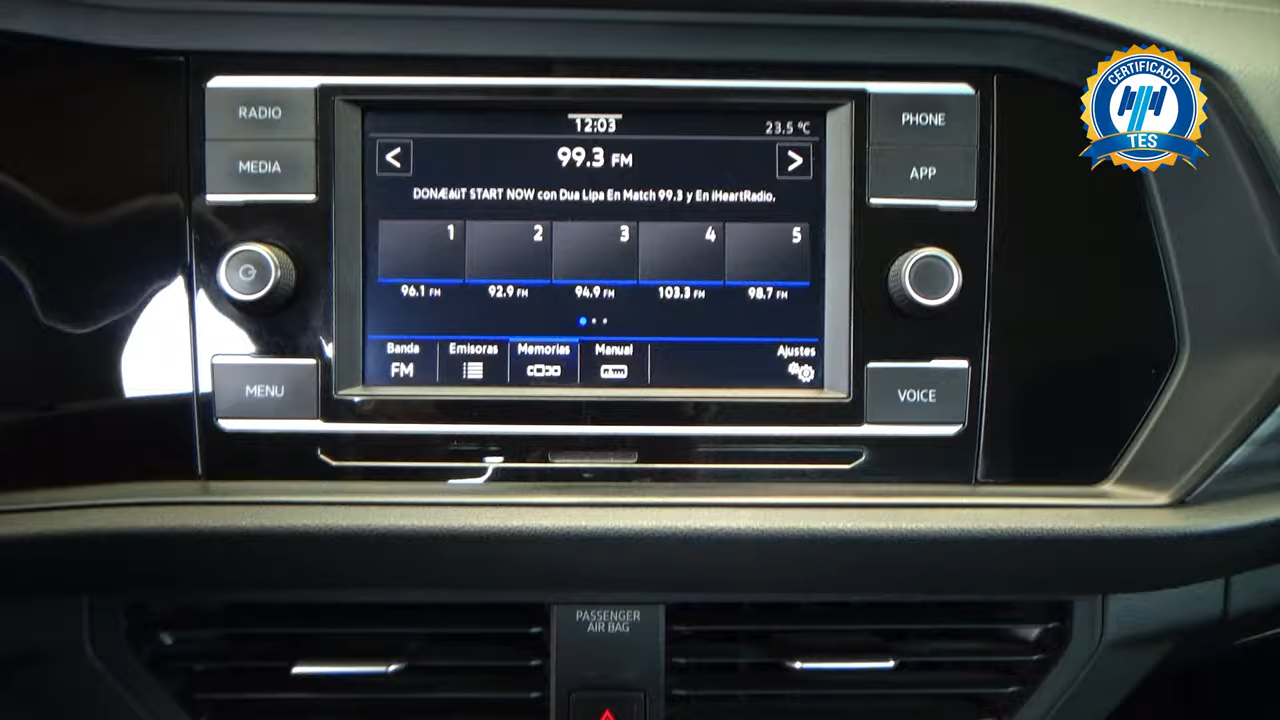 RADIO
MEDIA
MENU
12:03
23.5 °C
<
99.3 FM
>
DONÆäüT START NOW con Dua Lipa En Match 99.3 y En iHeartRadio.
1 2 3 4 5
96.1 FM 92.9 FM 94.9 FM 103.3 FM 98.7 FM
Banda Emisoras Memorias Manual Ajustes
FM
PHONE
APP
VOICE
CERTIFICADO
TES
PASSENGER
AIR BAG